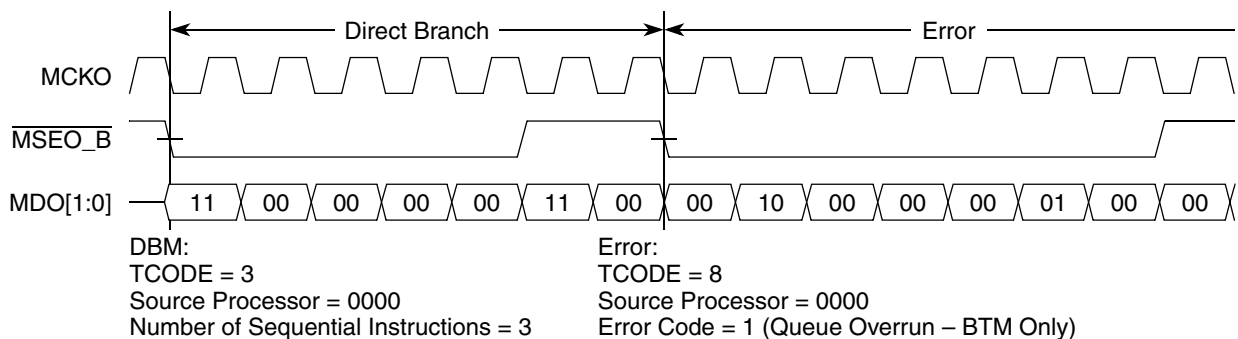 Direct Branch Error
MCKO
MSEO_B
MDO[1:0] 11 00 00 00 00 11 00 00 10 00 00 00 01 00 00
DBM:
TCODE = 3
Source Processor = 0000
Number of Sequential Instructions = 3
Error:
TCODE = 8
Source Processor = 0000
Error Code = 1 (Queue Overrun – BTM Only)